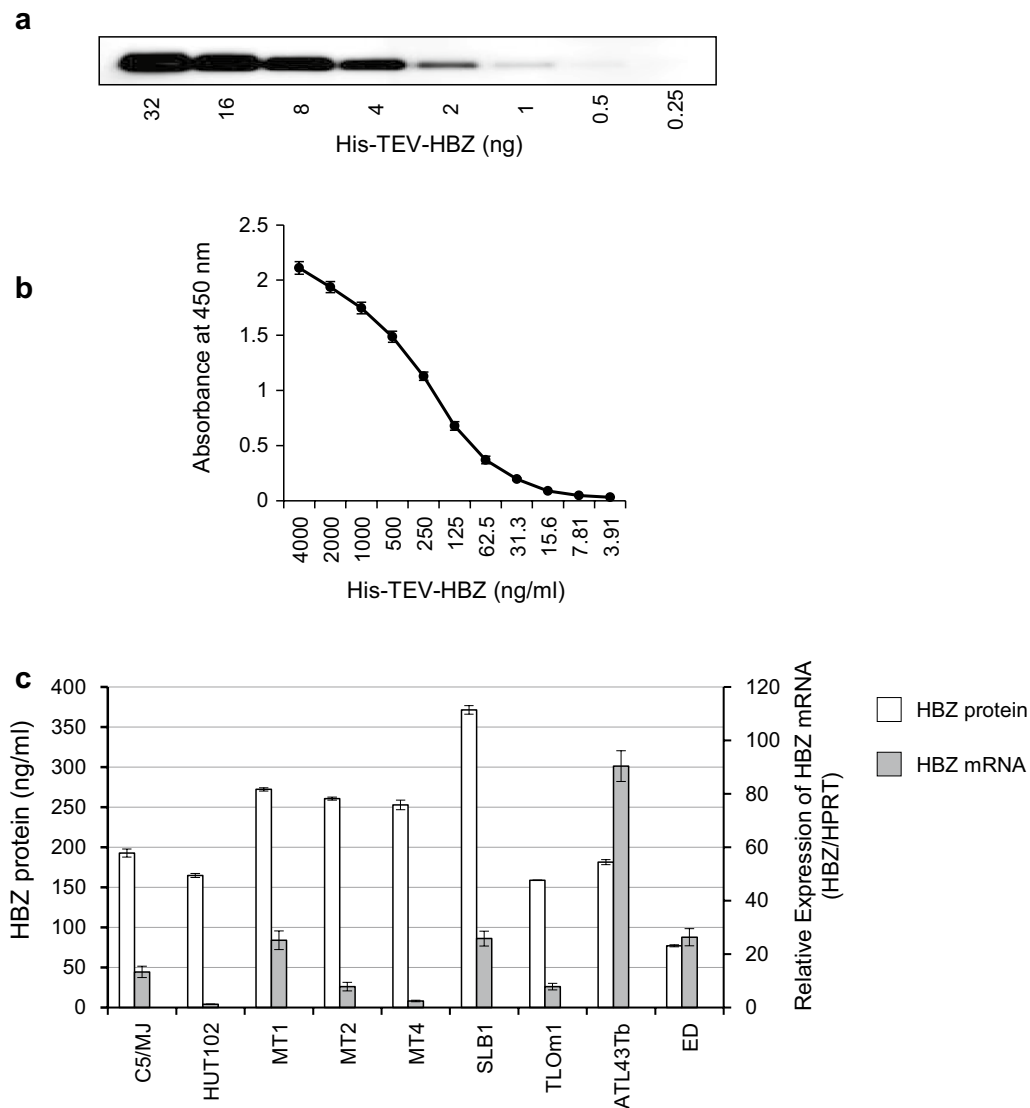 a
32 16 8 4 2 1 0.5 0.25
His-TEV-HBZ (ng)
b
Absorbance at 450 nm
2.5
2
1.5
1
0.5
0
4000 2000 1000 500 250 125 62.5 31.3 15.6 7.81 3.91
His-TEV-HBZ (ng/ml)
c
HBZ protein (ng/ml)
400
350
300
250
200
150
100
50
0
120
100
80
60
40
20
0
Relative Expression of HBZ mRNA
(HBZ/HPRT)
HBZ protein
HBZ mRNA
C5/MJ HUT102 MT1 MT2 MT4 SLB1 TLOm1 ATL43Tb ED